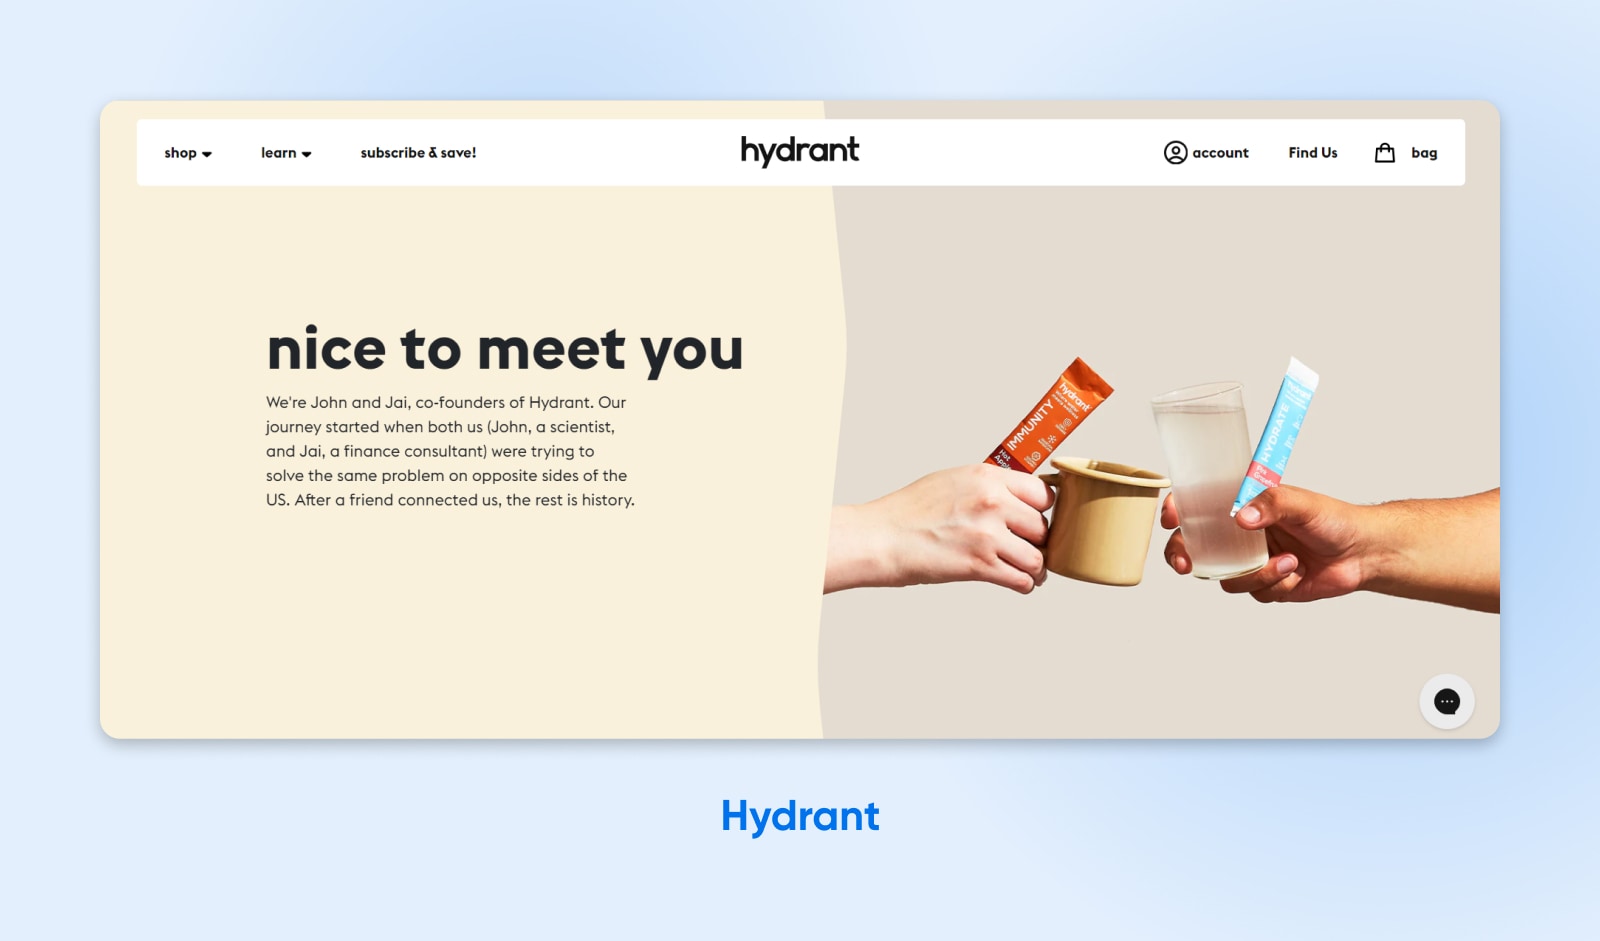 shop
learn
subscribe & save!
hydrant
account
Find Us
bag
nice to meet you
We're John and Jai, co-founders of Hydrant. Our
journey started when both us (John, a scientist,
and Jai, a finance consultant) were trying to
solve the same problem on opposite sides of the
US. After a friend connected us, the rest is history.
hydrant
IMMUNITY
Hot
hydrant
HYDRATE
Hydrant